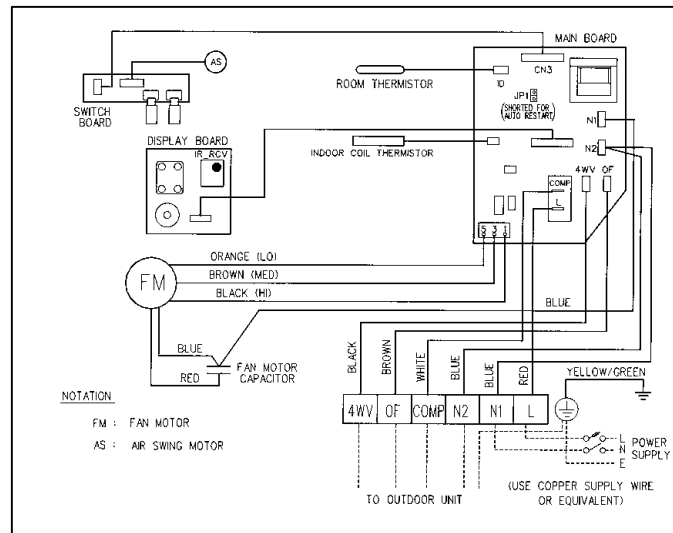 MAIN BOARD
AS
CN3
ROOM THERMISTOR
1D
JP1
(SHORTED FOR
AUTO RESTART)
N1
SWITCH
BOARD
DISPLAY BOARD
IR_RCV
INDOOR COIL THERMISTOR
N2
4WV OF
COMP
L
5 3 1
ORANGE (LO)
BROWN (MED)
BLACK (HI)
FM
BLUE
BLUE
RED
FAN MOTOR
CAPACITOR
BLACK
BROWN
WHITE
BLUE
BLUE
RED
YELLOW/GREEN
NOTATION
FM : FAN MOTOR
AS : AIR SWING MOTOR
4WV OF COMP N2 N1 L
L
N
E
POWER
SUPPLY
TO OUTDOOR UNIT
(USE COPPER SUPPLY WIRE
OR EQUIVALENT)